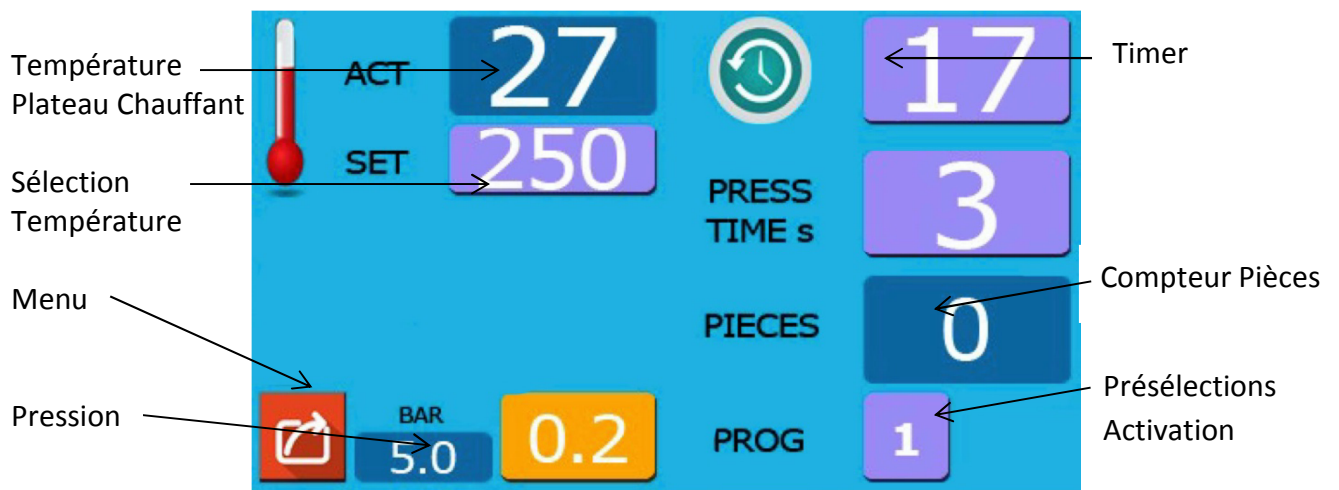 Température
Plateau Chauffant
ACT 27
17
Timer
Sélection
Température
SET 250
PRESS
TIME s
3
Menu
PIECES 0
Compteur Pièces
Pression
BAR
5.0
0.2
PROG 1
Présélections
Activation